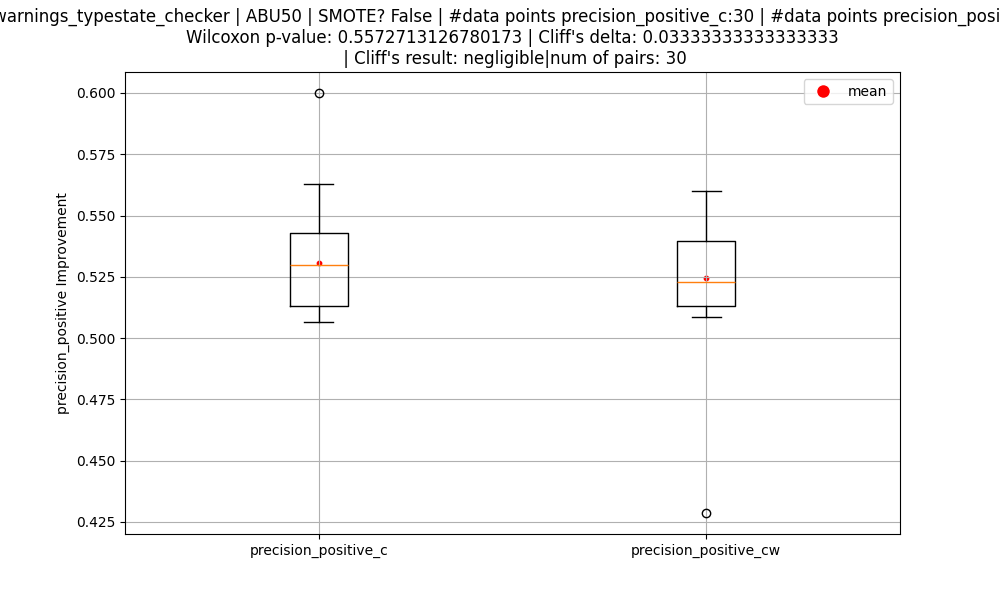 warnings_typestate_checker | ABU50 | SMOTE? False | #data points precision_positive_c:30 | #data points precision_posi
Wilcoxon p-value: 0.5572713126780173 | Cliff's delta: 0.03333333333333333
| Cliff's result: negligible|num of pairs: 30
mean
0.600
0.575
0.550
0.525
0.500
0.475
0.450
0.425
precision_positive Improvement
precision_positive_c
precision_positive_cw